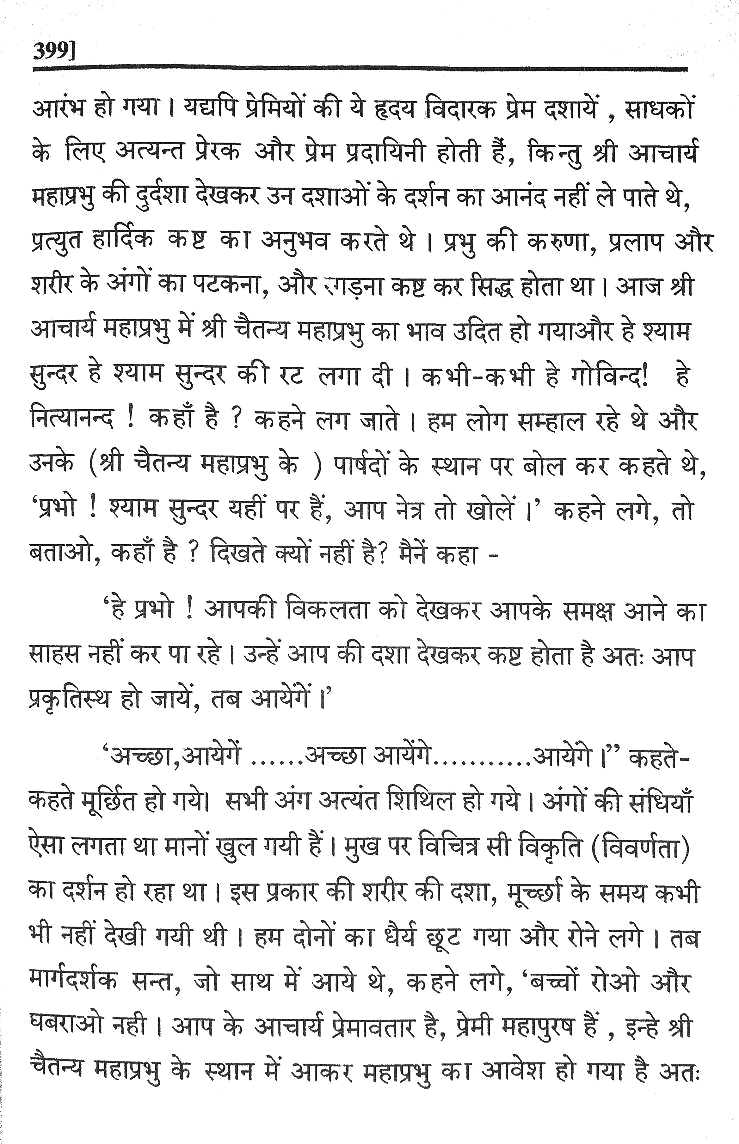 399]
आरंभ हो गया । यद्यपि प्रेमियों की ये हृदय विदारक प्रेम दशायें , साधकों
के लिए अत्यन्त प्रेरक और प्रेम प्रदायिनी होती हैं, किन्तु श्री आचार्य
महाप्रभु की दुर्दशा देखकर उन दशाओं के दर्शन का आनंद नहीं ले पाते थे,
प्रत्युत हार्दिक कष्ट का अनुभव करते थे । प्रभु की करुणा, प्रलाप और
शरीर के अंगों का पटकना, और रगड़ना कष्ट कर सिद्ध होता था । आज श्री
आचार्य महाप्रभु में श्री चैतन्य महाप्रभु का भाव उदित हो गयाऔर हे श्याम
सुन्दर हे श्याम सुन्दर की रट लगा दी । कभी-कभी हे गोविन्द! हे
नित्यानन्द ! कहाँ है ? कहने लग जाते । हम लोग सम्हाल रहे थे और
उनके (श्री चैतन्य महाप्रभु के ) पार्षदों के स्थान पर बोल कर कहते थे,
‘प्रभो ! श्याम सुन्दर यहीं पर हैं, आप नेत्र तो खोलें ।’ कहने लगे, तो
बताओ, कहाँ है ? दिखते क्यों नहीं है? मैनें कहा -
‘हे प्रभो ! आपकी विकलता को देखकर आपके समक्ष आने का
साहस नहीं कर पा रहे । उन्हें आप की दशा देखकर कष्ट होता है अतः आप
प्रकृतिस्थ हो जायें, तब आयेंगें ।’
‘अच्छा,आयेगें ......अच्छा आयेंगे...........आयेंगे ।” कहते-
कहते मूर्छित हो गये। सभी अंग अत्यंत शिथिल हो गये । अंगों की संधियाँ
ऐसा लगता था मानों खुल गयी हैं । मुख पर विचित्र सी विकृति (विवर्णता)
का दर्शन हो रहा था । इस प्रकार की शरीर की दशा, मूर्च्छा के समय कभी
भी नहीं देखी गयी थी । हम दोनों का धैर्य छूट गया और रोने लगे । तब
मार्गदर्शक सन्त, जो साथ में आये थे, कहने लगे, ‘बच्चों रोओ और
घबराओ नही । आप के आचार्य प्रेमावतार है, प्रेमी महापुरष हैं , इन्हे श्री
चैतन्य महाप्रभु के स्थान में आकर महाप्रभु का आवेश हो गया है अतः